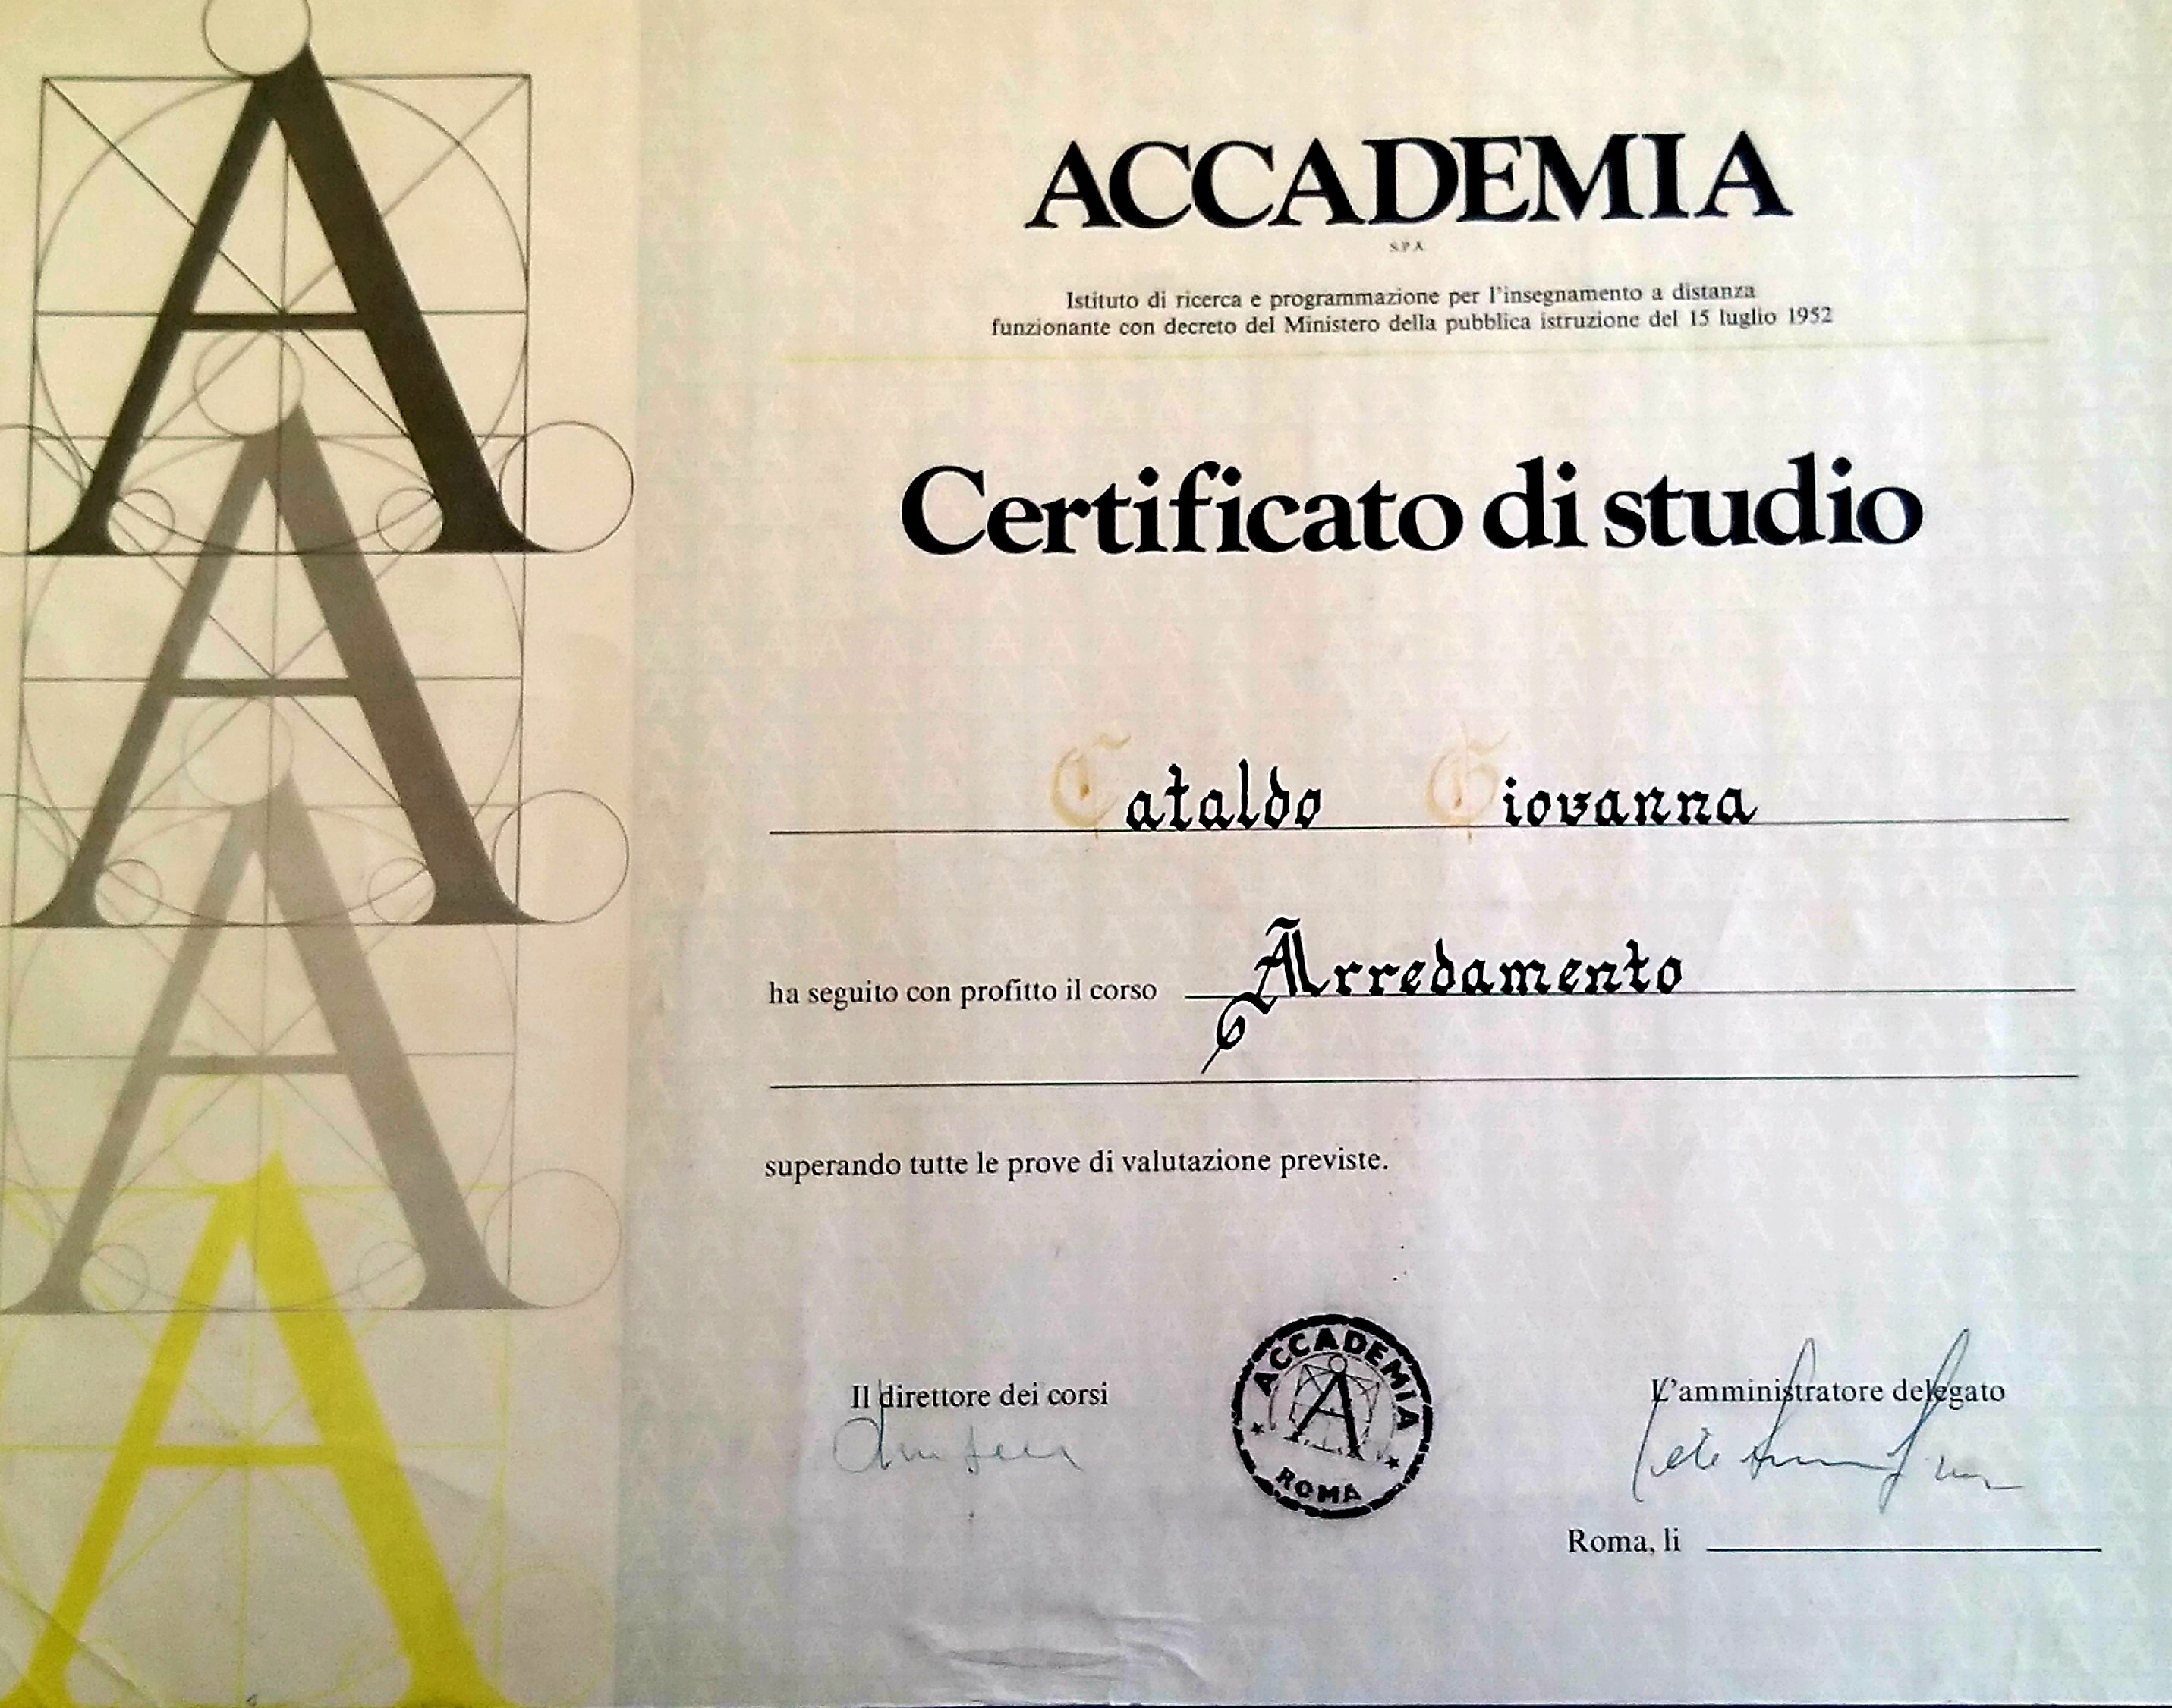 ACCADEMIA
S.P.A.
Istituto di ricerca e programmazione per l'insegnamento a distanza
funzionante con decreto del Ministero della pubblica istruzione del 15 luglio 1952
Certificato di studio
Cataldo Giovanna
ha seguito con profitto il corso Arredamento
superando tutte le prove di valutazione previste.
Il direttore dei corsi
ACCADEMIA
ROMA
L'amministratore delegato
Roma, li